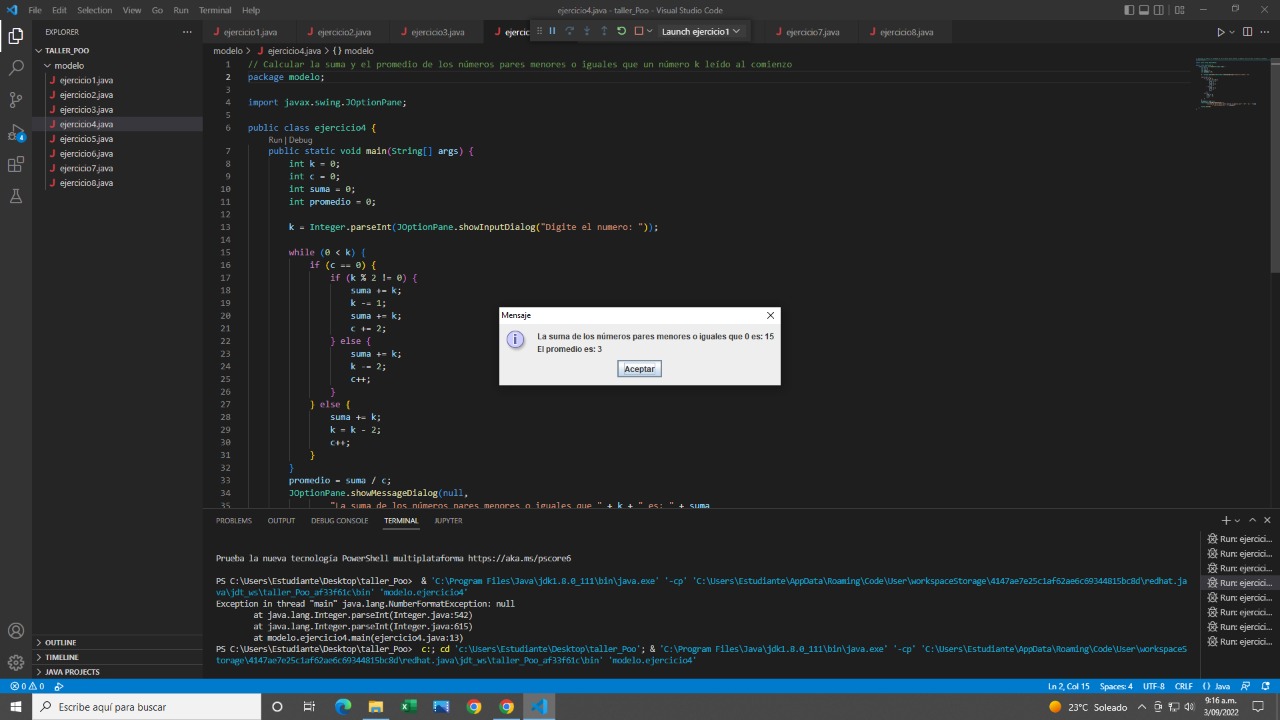 File Edit Selection View Go Run Terminal Help
ejercicio4.java - taller_Poo - Visual Studio Code
EXPLORER
TALLER_POO
modelo
ejercicio1.java
ejercicio2.java
ejercicio3.java
ejercicio4.java
ejercicio5.java
ejercicio6.java
ejercicio7.java
ejercicio8.java
OUTLINE
TIMELINE
JAVA PROJECTS
4
ejercicio1.java ejercicio2.java ejercicio3.java ejercic Launch ejercicio1 ejercicio7.java ejercicio8.java
modelo > ejercicio4.java > {} modelo
1 // Calcular la suma y el promedio de los números pares menores o iguales que un número k leído al comienzo
2 package modelo;
3
4 import javax.swing.JOptionPane;
5
6 public class ejercicio4 {
Run | Debug
7 public static void main(String[] args) {
8 int k = 0;
9 int c = 0;
10 int suma = 0;
11 int promedio = 0;
12
13 k = Integer.parseInt(JOptionPane.showInputDialog("Digite el numero: "));
14
15 while (0 < k) {
16 if (c == 0) {
17 if (k % 2 != 0) {
18 suma += k;
19 k -= 1;
20 suma += k;
21 c += 2;
22 } else {
23 suma += k;
24 k -= 2;
25 c++;
26 }
27 } else {
28 suma += k;
29 k = k - 2;
30 c++;
31 }
32 }
33 promedio = suma / c;
34 JOptionPane.showMessageDialog(null,
35 "La suma de los números pares menores o iguales que " + k + " es: " + suma
Mensaje
La suma de los números pares menores o iguales que 0 es: 15
El promedio es: 3
Aceptar
PROBLEMS OUTPUT DEBUG CONSOLE TERMINAL JUPYTER
Prueba la nueva tecnología PowerShell multiplataforma https://aka.ms/pscore6
PS C:\Users\Estudiante\Desktop\taller_Poo> & 'C:\Program Files\Java\jdk1.8.0_111\bin\java.exe' '-cp' 'C:\Users\Estudiante\AppData\Roaming\Code\User\workspaceStorage\4147ae7e25c1af62ae6c69344815bc8d\redhat.ja
va\jdt_ws\taller_Poo_af33f61c\bin' 'modelo.ejercicio4'
Exception in thread "main" java.lang.NumberFormatException: null
at java.lang.Integer.parseInt(Integer.java:542)
at java.lang.Integer.parseInt(Integer.java:615)
at modelo.ejercicio4.main(ejercicio4.java:13)
PS C:\Users\Estudiante\Desktop\taller_Poo> c:; cd 'c:\Users\Estudiante\Desktop\taller_Poo'; & 'C:\Program Files\Java\jdk1.8.0_111\bin\java.exe' '-cp' 'C:\Users\Estudiante\AppData\Roaming\Code\User\workspaceS
torage\4147ae7e25c1af62ae6c69344815bc8d\redhat.java\jdt_ws\taller_Poo_af33f61c\bin' 'modelo.ejercicio4'
Run: ejercici...
Run: ejercici...
Run: ejercici...
Run: ejercici...
Run: ejercici...
Run: ejercici...
Run: ejercici...
Run: ejercici...
0 0 Ln 2, Col 15 Spaces: 4 UTF-8 CRLF {} Java
Escribe aquí para buscar
23°C Soleado
9:16 a.m.
3/09/2022